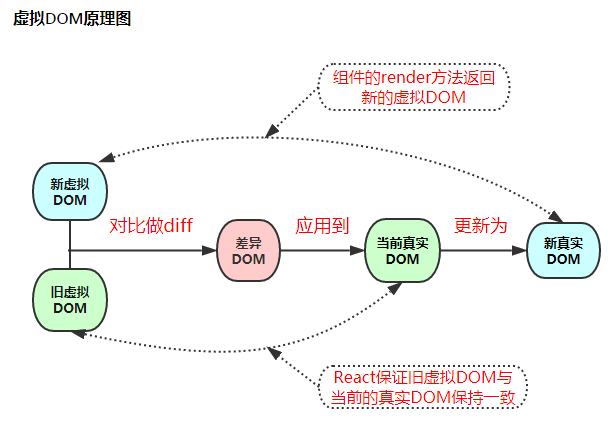 虚拟DOM原理图
组件的render方法返回
新的虚拟DOM
新虚拟
DOM
对比做diff
差异
DOM
应用到
当前真实
DOM
更新为
新真实
DOM
旧虚拟
DOM
React保证旧虚拟DOM与
当前的真实DOM保持一致